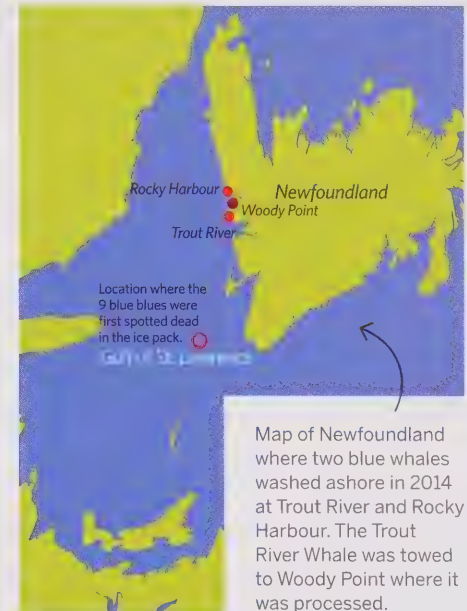 Rocky Harbour
Newfoundland
Woody Point
Trout River
Location where the
9 blue blues were
first spotted dead
in the ice pack.
Gulf of St. Lawrence
Map of Newfoundland
where two blue whales
washed ashore in 2014
at Trout River and Rocky
Harbour. The Trout
River Whale was towed
to Woody Point where it
was processed.